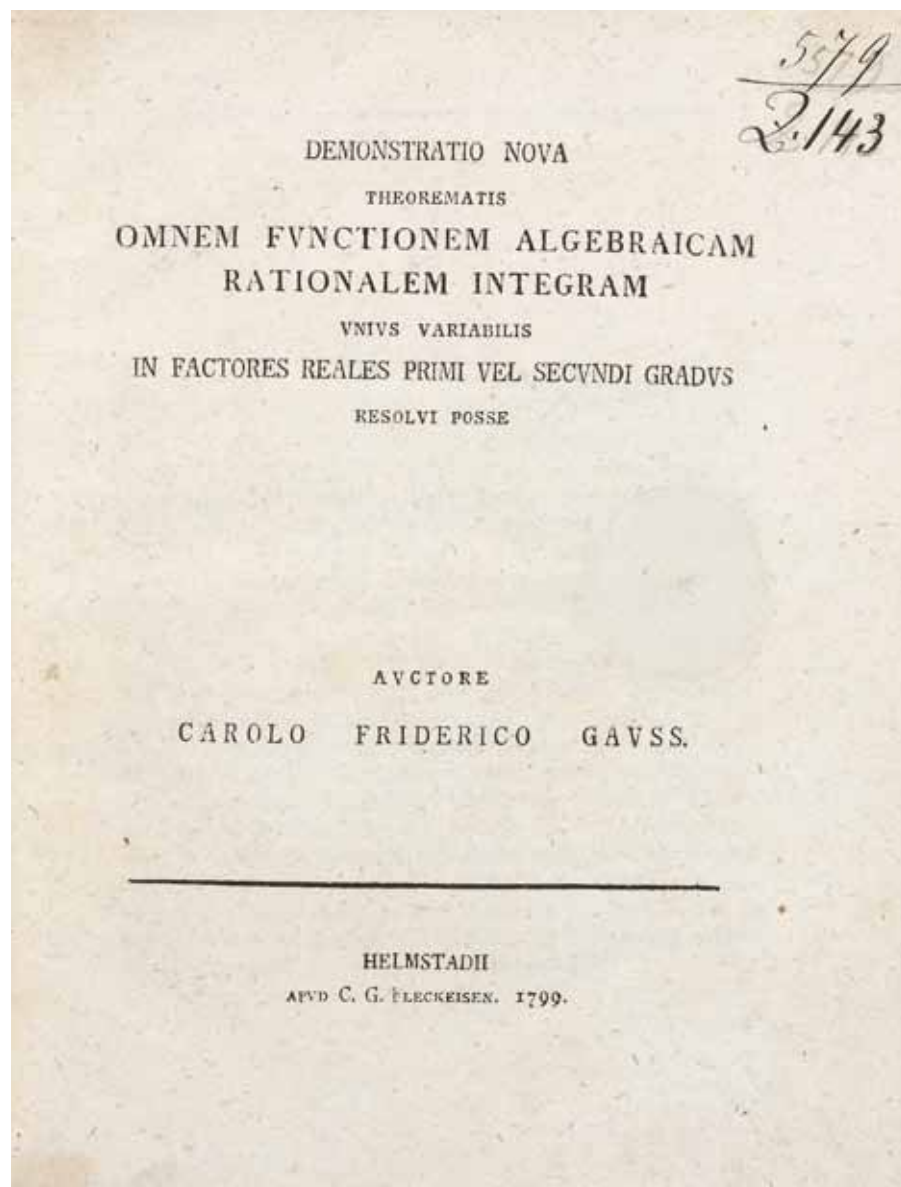 579
2.143
DEMONSTRATIO NOVA
THEOREMATIS
OMNEM FVNCTIONEM ALGEBRAICAM
RATIONALEM INTEGRAM
VNIVS VARIABILIS
IN FACTORES REALES PRIMI VEL SECVNDI GRADVS
RESOLVI POSSE
AVCTORE
CAROLO FRIDERICO GAVSS.
HELMSTADII
APVD C. G. FLECKEISEN. 1799.